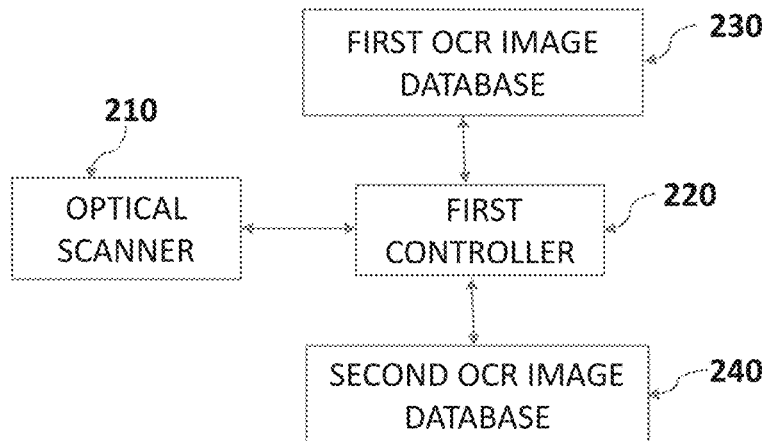 FIRST OCR IMAGE
DATABASE
230
210
OPTICAL
SCANNER
FIRST
CONTROLLER
220
SECOND OCR IMAGE
DATABASE
240